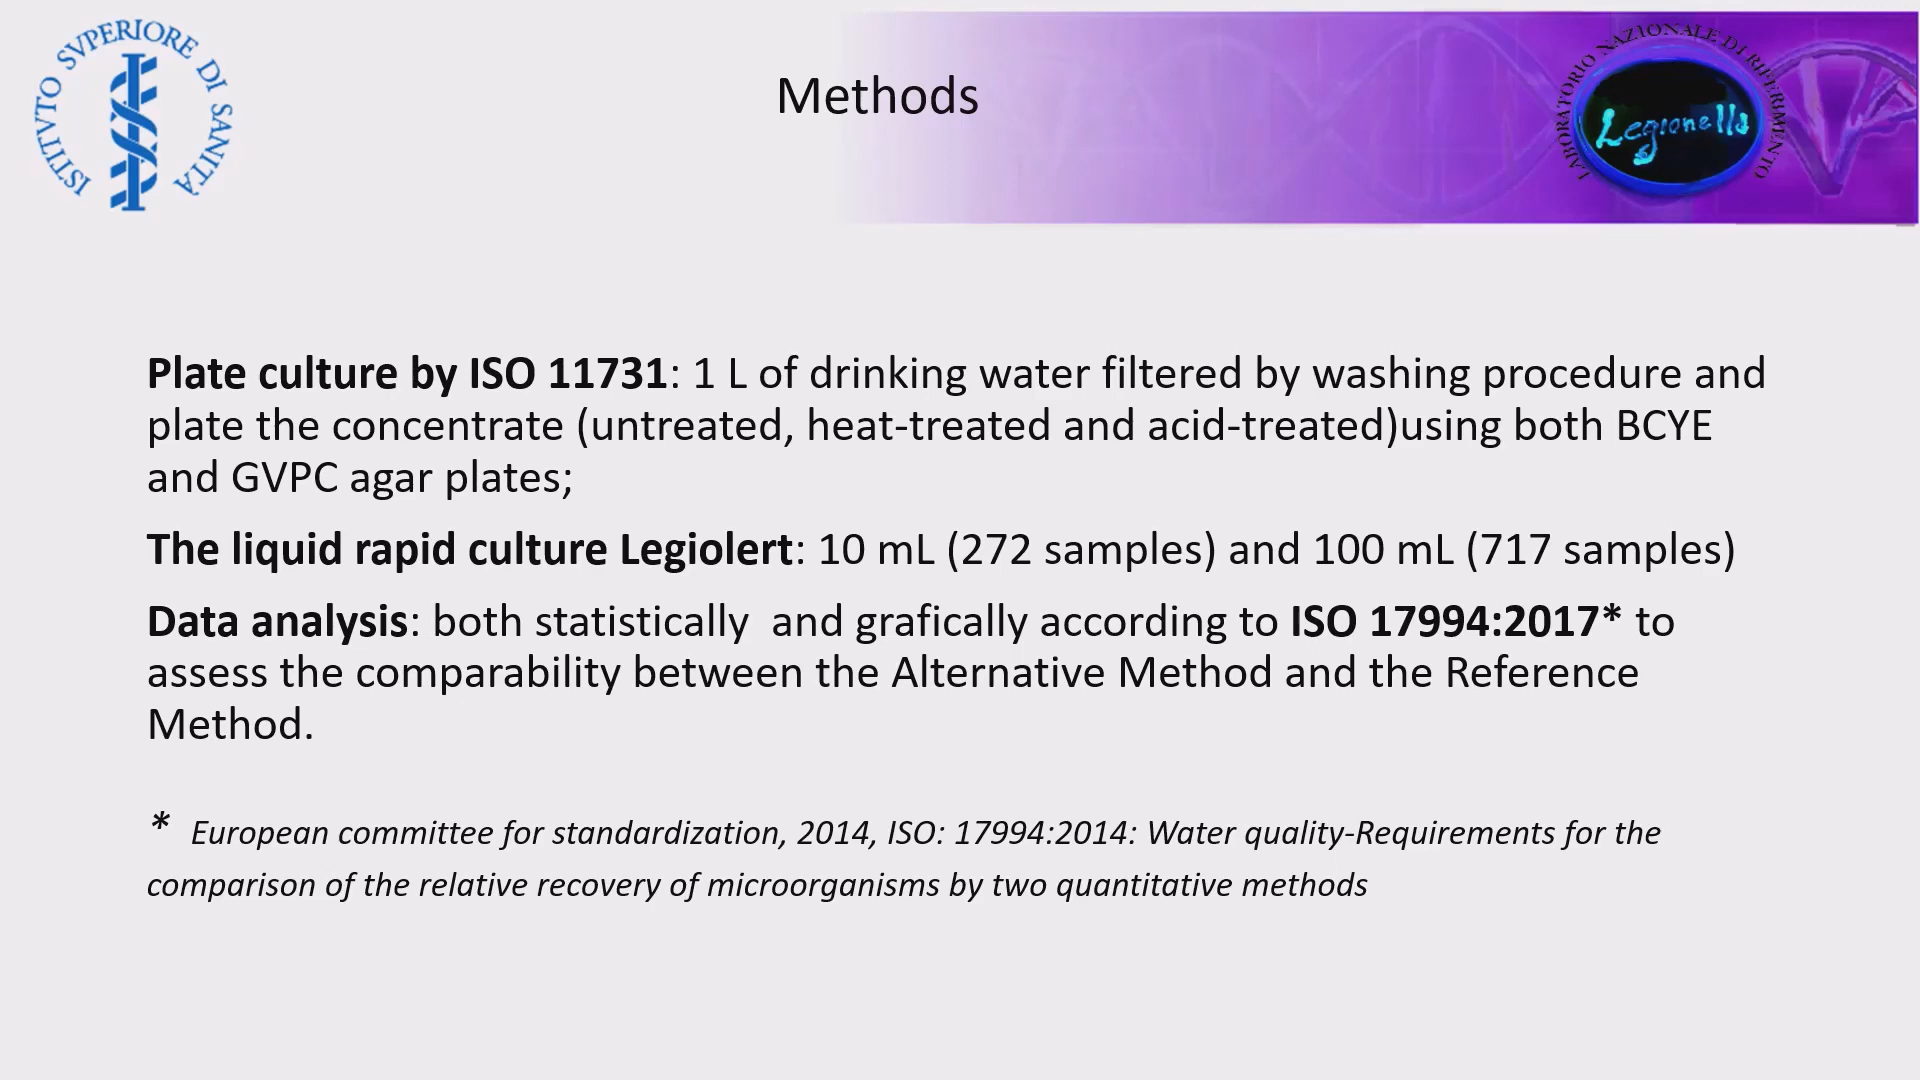 ISTITVTO SVPERIORE DI SANITÀ
Methods
LABORATORIO NAZIONALE DI RIFERIMENTO
Legionella
Plate culture by ISO 11731: 1 L of drinking water filtered by washing procedure and
plate the concentrate (untreated, heat-treated and acid-treated)using both BCYE
and GVPC agar plates;
The liquid rapid culture Legiolert: 10 mL (272 samples) and 100 mL (717 samples)
Data analysis: both statistically  and grafically according to ISO 17994:2017* to
assess the comparability between the Alternative Method and the Reference
Method.
* European committee for standardization, 2014, ISO: 17994:2014: Water quality-Requirements for the
comparison of the relative recovery of microorganisms by two quantitative methods